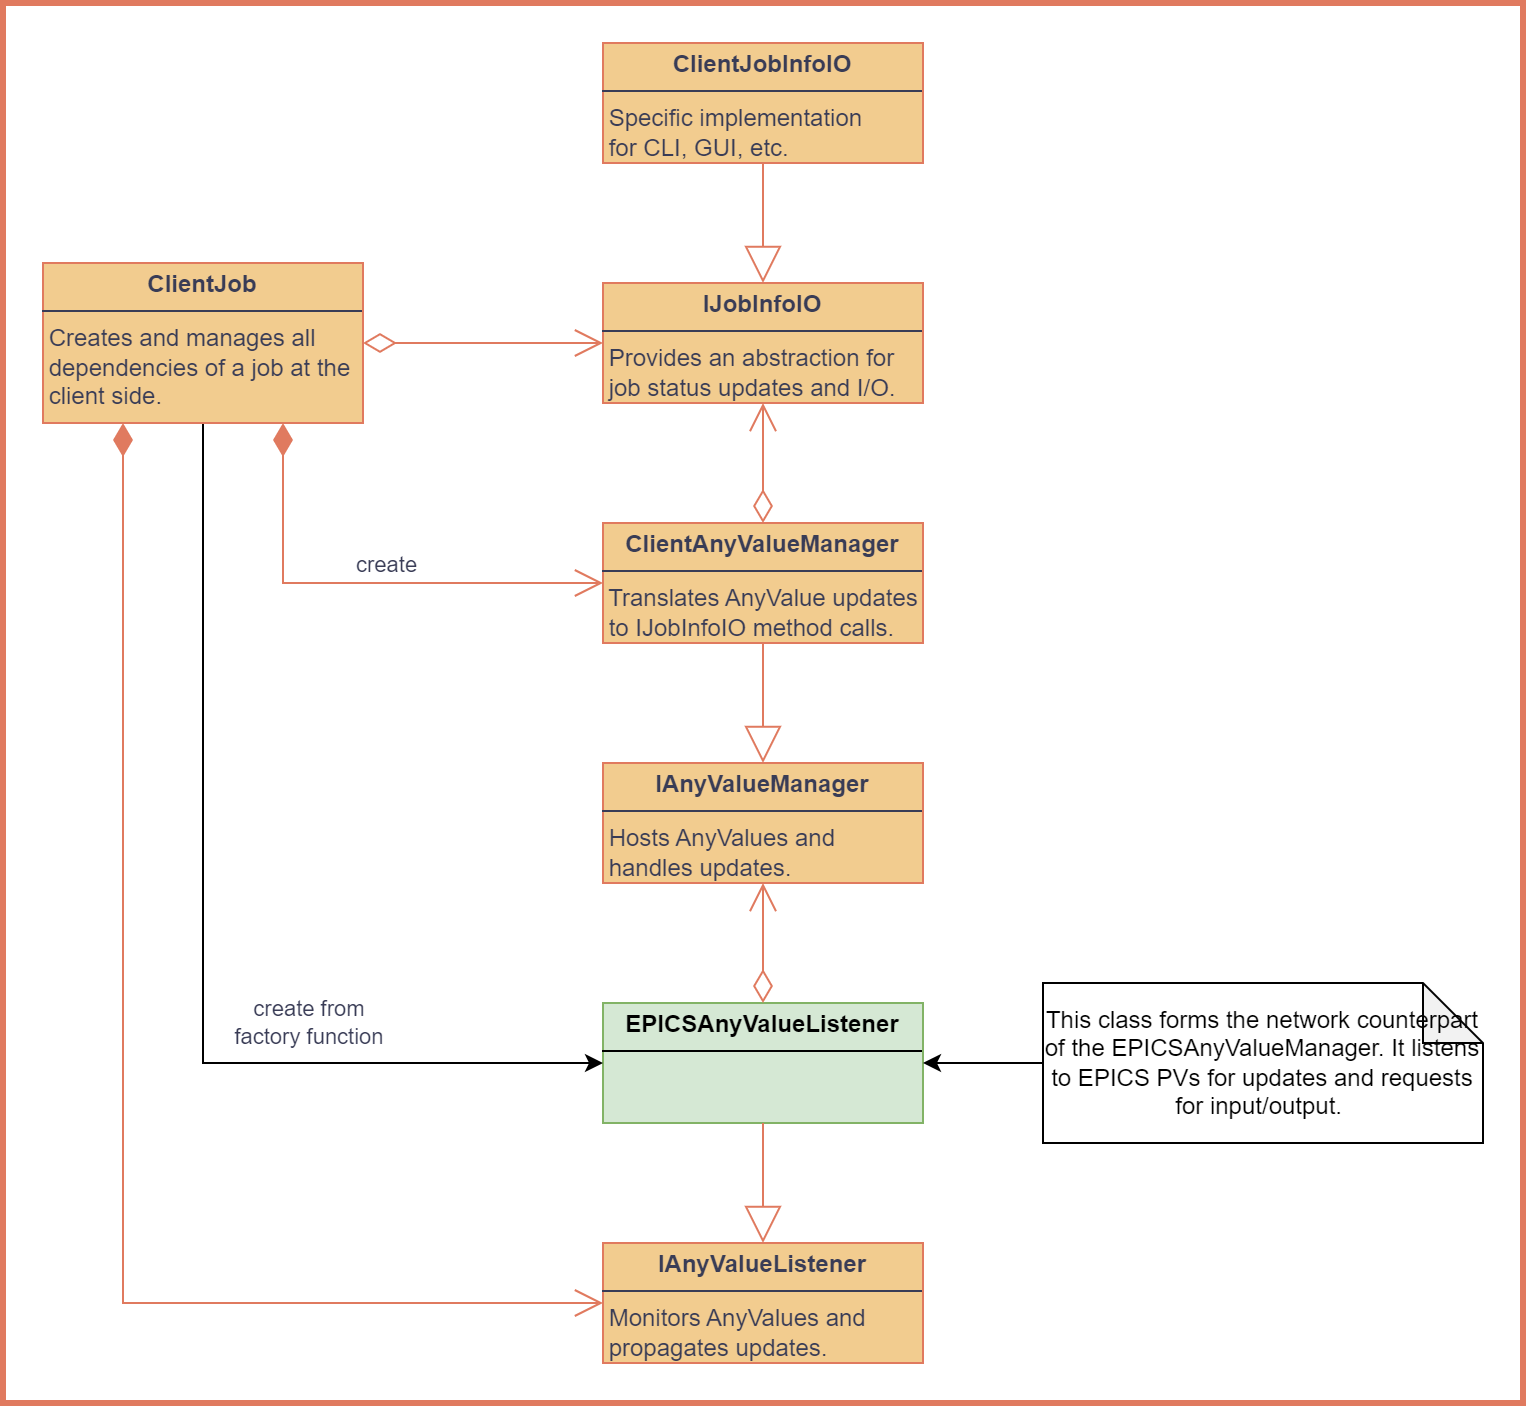 ClientJobInfoIO
Specific implementation
for CLI, GUI, etc.
ClientJob
Creates and manages all
dependencies of a job at the
client side.
IJobInfoIO
Provides an abstraction for
job status updates and I/O.
create
ClientAnyValueManager
Translates AnyValue updates
to IJobInfoIO method calls.
IAnyValueManager
Hosts AnyValues and
handles updates.
create from
factory function
EPICSAnyValueListener
This class forms the network counterpart
of the EPICSAnyValueManager. It listens
to EPICS PVs for updates and requests
for input/output.
IAnyValueListener
Monitors AnyValues and
propagates updates.